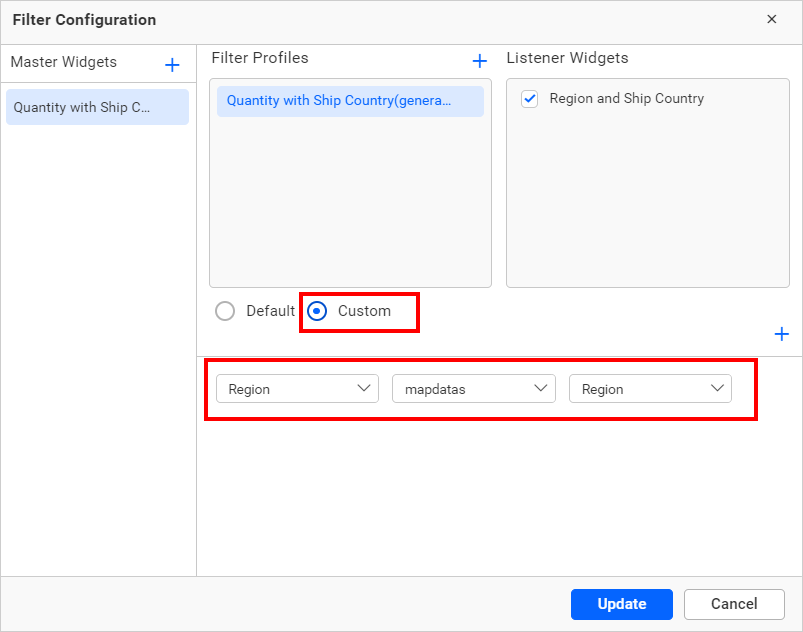 Filter Configuration
Master Widgets
Quantity with Ship C...
Filter Profiles
Quantity with Ship Country(genera...
Listener Widgets
Region and Ship Country
Default
Custom
Region
mapdatas
Region
Update
Cancel